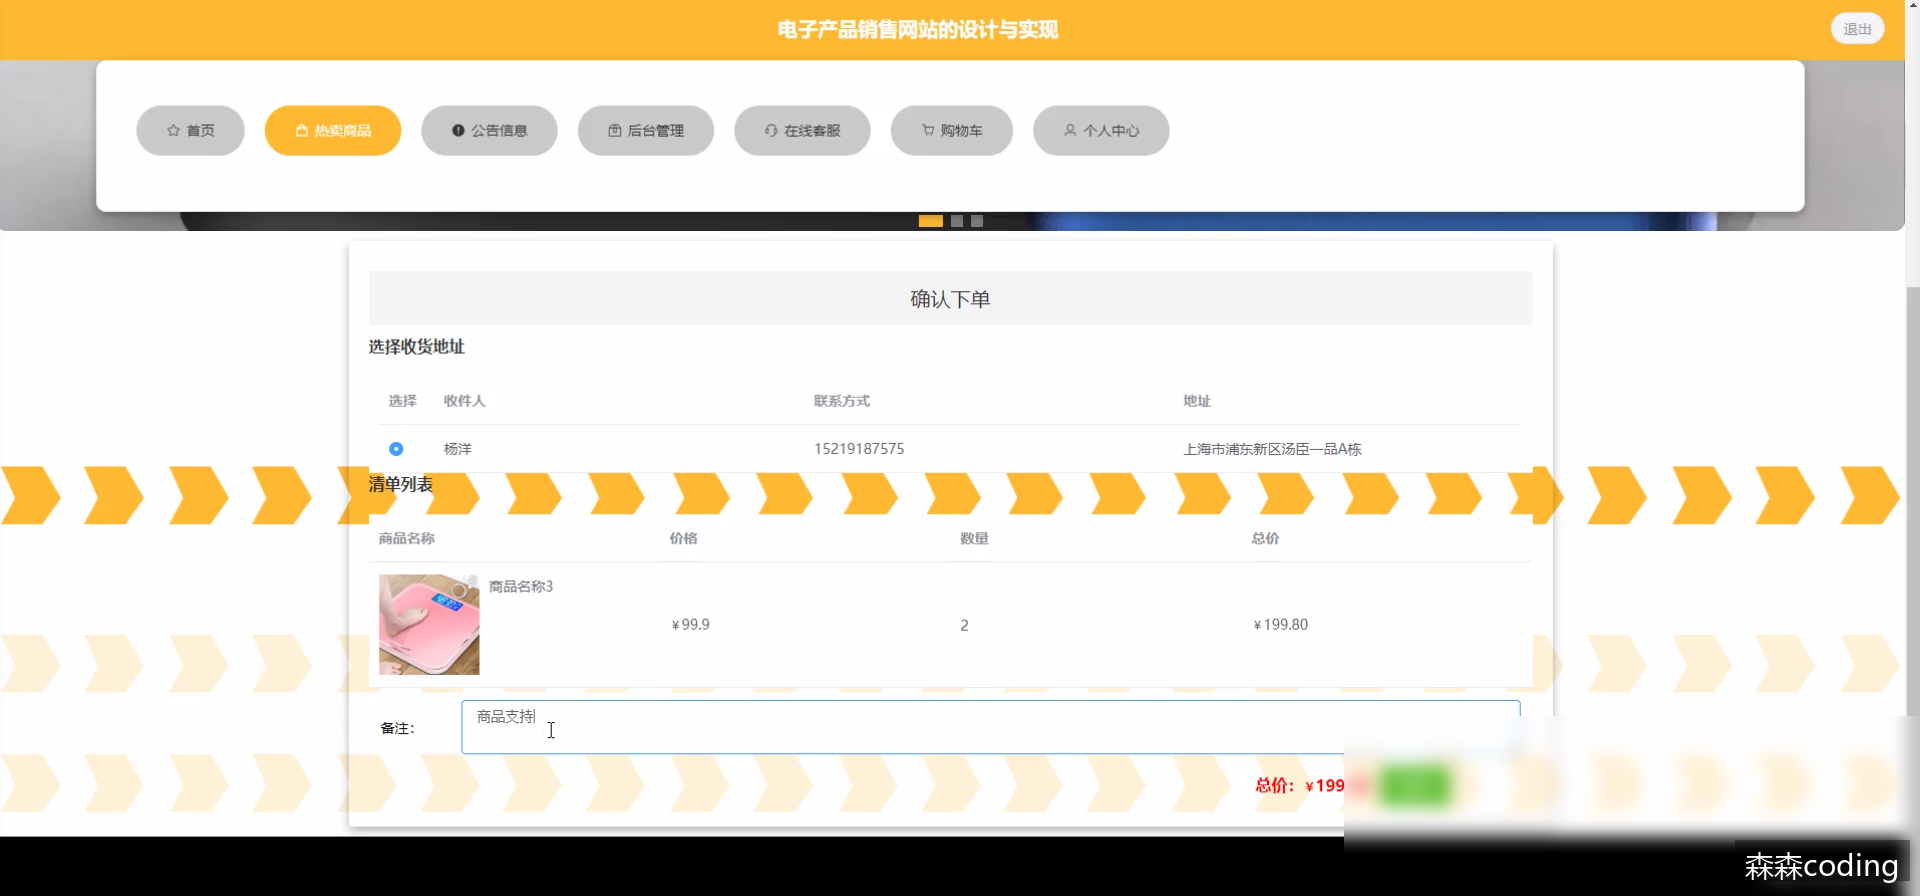 电子产品销售网站的设计与实现
退出
首页
热卖商品
公告信息
后台管理
在线客服
购物车
个人中心
确认下单
选择收货地址
选择 收件人 联系方式 地址
杨洋 15219187575 上海市浦东新区汤臣一品A栋
清单列表
商品名称 价格 数量 总价
商品名称3
¥99.9 2 ¥199.80
备注：
商品支持
总价：¥199
森森coding